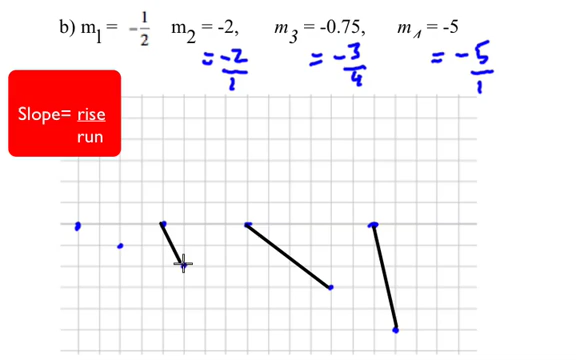 b) m₁ = -1/2 m₂ = -2, m₃ = -0.75, m₄ = -5
= -2/1 = -3/4 = -5/1
Slope= rise
run